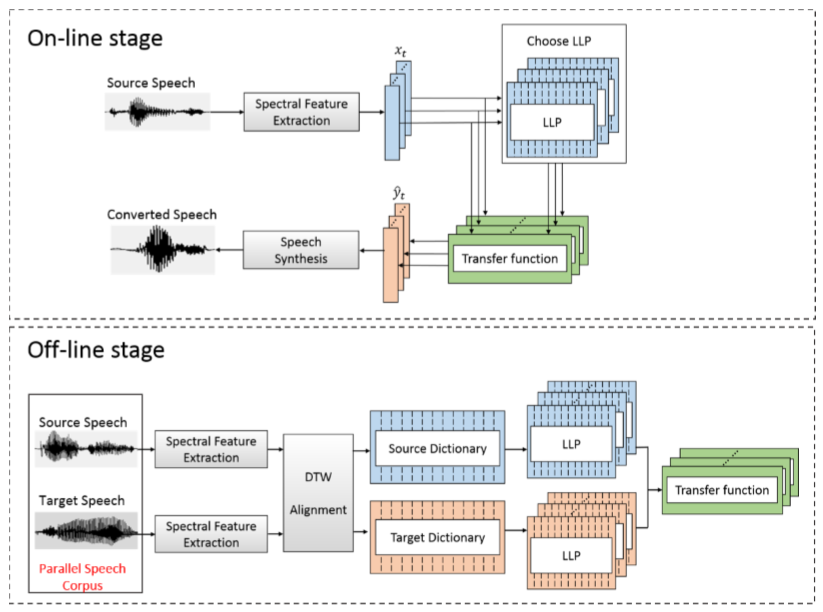 On-line stage
Source Speech
Spectral Feature
Extraction
x_t
Choose LLP
LLP
Converted Speech
Speech
Synthesis
ŷ_t
Transfer function
Off-line stage
Source Speech
Spectral Feature
Extraction
Target Speech
Spectral Feature
Extraction
Parallel Speech
Corpus
DTW
Alignment
Source Dictionary
LLP
Target Dictionary
LLP
Transfer function